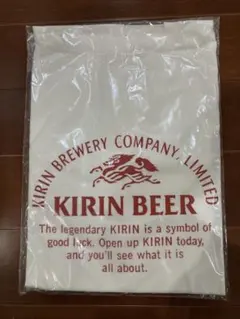 KIRIN BREWERY COMPANY, LIMITED
KIRIN BEER
The legendary KIRIN is a symbol of
good luck. Open up KIRIN today,
and you'll see what it is
all about.